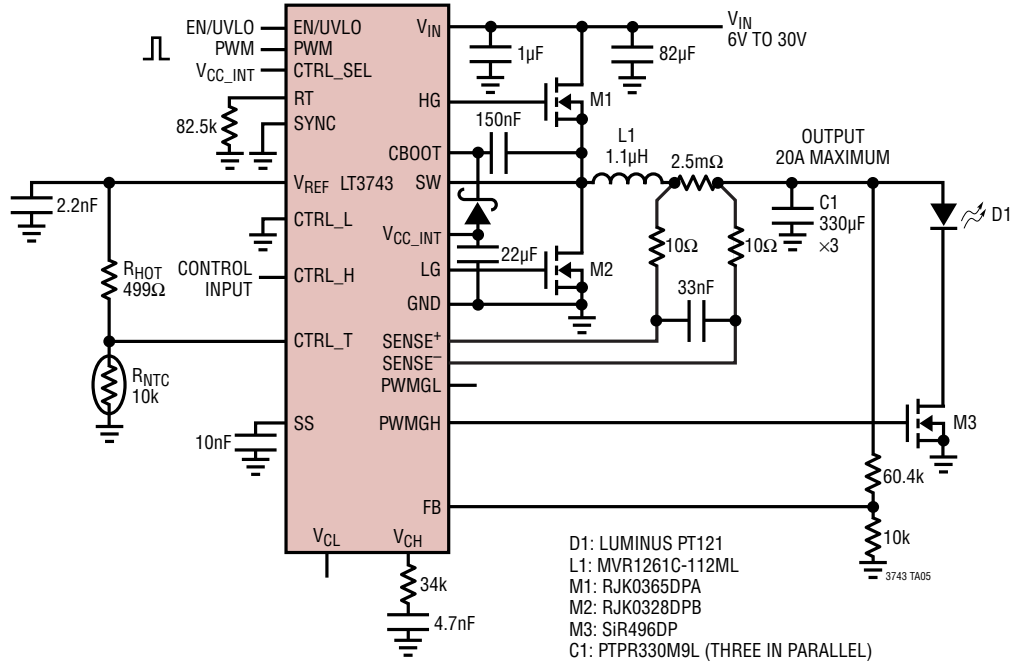 EN/UVLO
PWM
V_CC_INT
EN/UVLO
PWM
CTRL_SEL
RT
SYNC
82.5k
2.2nF
V_REF
LT3743
CTRL_L
R_HOT
499Ω
CONTROL
INPUT
CTRL_H
CTRL_T
R_NTC
10k
SS
10nF
V_CL
V_CH
34k
4.7nF
V_IN
HG
CBOOT
SW
V_CC_INT
LG
GND
SENSE+
SENSE−
PWMGL
PWMGH
FB
1µF
82µF
V_IN
6V TO 30V
M1
150nF
L1
1.1µH
2.5mΩ
OUTPUT
20A MAXIMUM
C1
330µF
×3
D1
22µF
M2
10Ω
10Ω
33nF
M3
60.4k
10k
3743 TA05
D1: LUMINUS PT121
L1: MVR1261C-112ML
M1: RJK0365DPA
M2: RJK0328DPB
M3: SiR496DP
C1: PTPR330M9L (THREE IN PARALLEL)